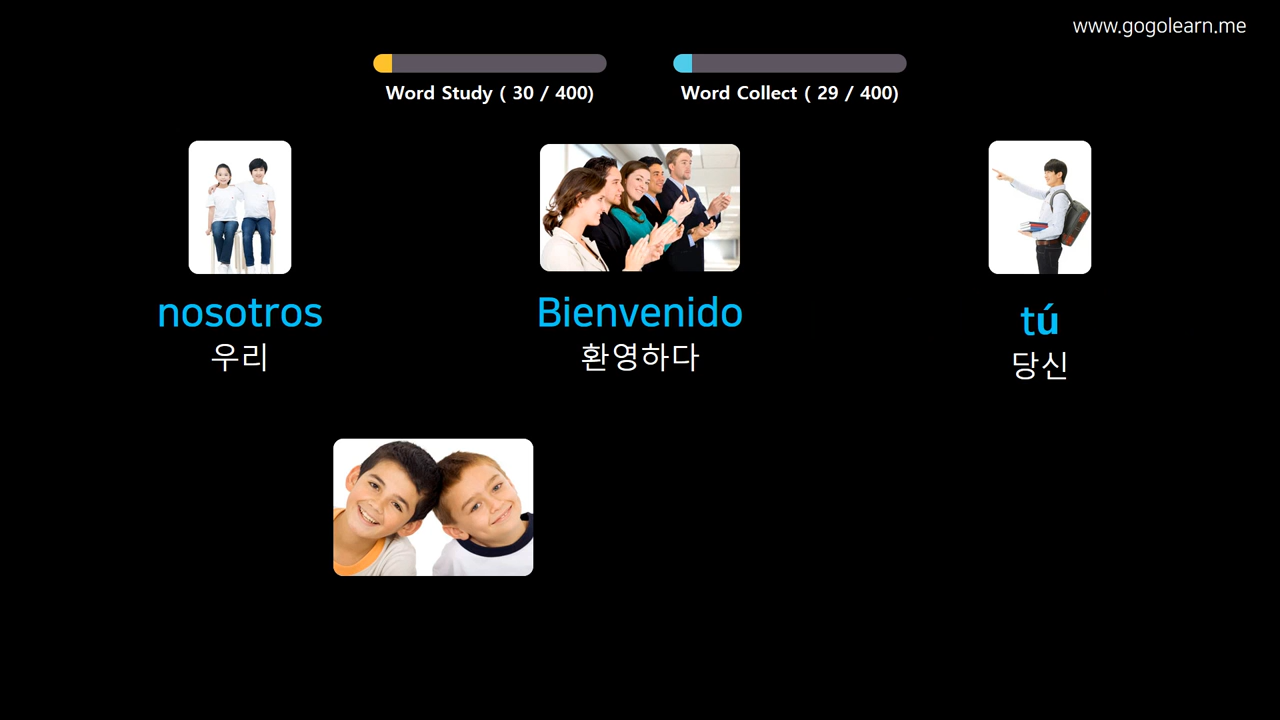 www.gogolearn.me
Word Study ( 30 / 400)
Word Collect ( 29 / 400)
nosotros
우리
Bienvenido
환영하다
tú
당신